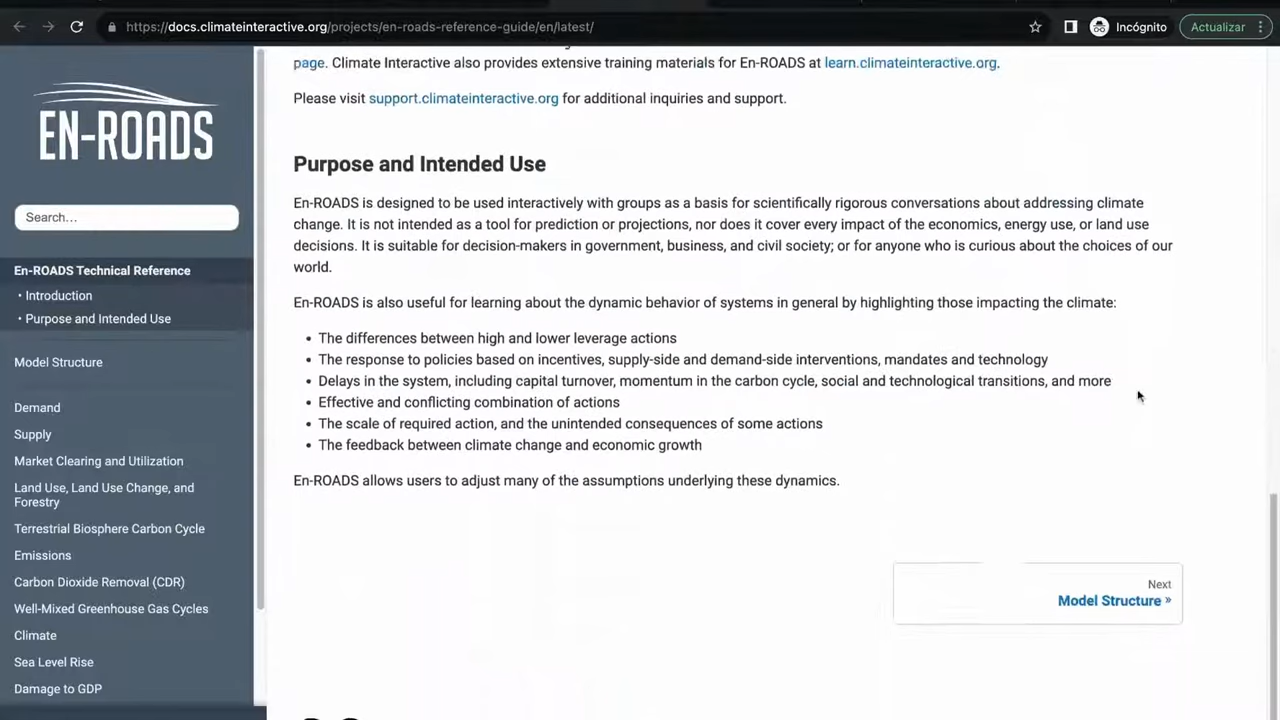 https://docs.climateinteractive.org/projects/en-roads-reference-guide/en/latest/
Incógnito
Actualizar
EN-ROADS
Search...
En-ROADS Technical Reference
• Introduction
• Purpose and Intended Use
Model Structure
Demand
Supply
Market Clearing and Utilization
Land Use, Land Use Change, and
Forestry
Terrestrial Biosphere Carbon Cycle
Emissions
Carbon Dioxide Removal (CDR)
Well-Mixed Greenhouse Gas Cycles
Climate
Sea Level Rise
Damage to GDP
page. Climate Interactive also provides extensive training materials for En-ROADS at learn.climateinteractive.org.
Please visit support.climateinteractive.org for additional inquiries and support.
Purpose and Intended Use
En-ROADS is designed to be used interactively with groups as a basis for scientifically rigorous conversations about addressing climate
change. It is not intended as a tool for prediction or projections, nor does it cover every impact of the economics, energy use, or land use
decisions. It is suitable for decision-makers in government, business, and civil society; or for anyone who is curious about the choices of our
world.
En-ROADS is also useful for learning about the dynamic behavior of systems in general by highlighting those impacting the climate:
• The differences between high and lower leverage actions
• The response to policies based on incentives, supply-side and demand-side interventions, mandates and technology
• Delays in the system, including capital turnover, momentum in the carbon cycle, social and technological transitions, and more
• Effective and conflicting combination of actions
• The scale of required action, and the unintended consequences of some actions
• The feedback between climate change and economic growth
En-ROADS allows users to adjust many of the assumptions underlying these dynamics.
Next
Model Structure »